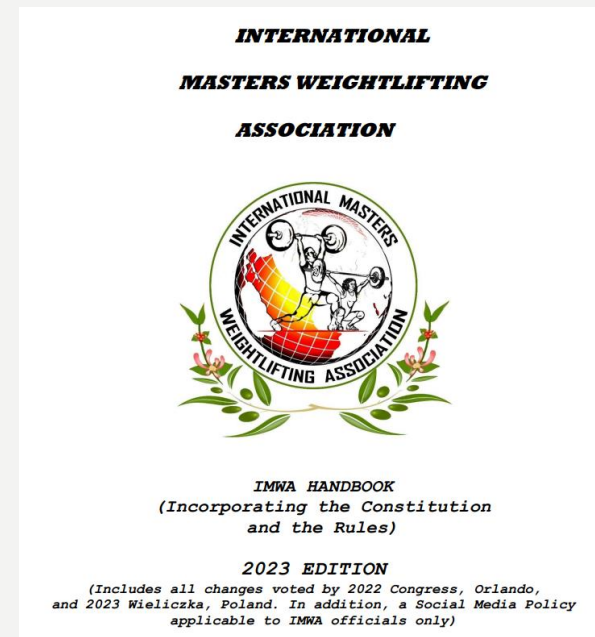 INTERNATIONAL
MASTERS WEIGHTLIFTING
ASSOCIATION
INTERNATIONAL MASTERS
WEIGHTLIFTING ASSOCIATION
IMWA HANDBOOK
(Incorporating the Constitution
and the Rules)
2023 EDITION
(Includes all changes voted by 2022 Congress, Orlando,
and 2023 Wieliczka, Poland. In addition, a Social Media Policy
applicable to IMWA officials only)